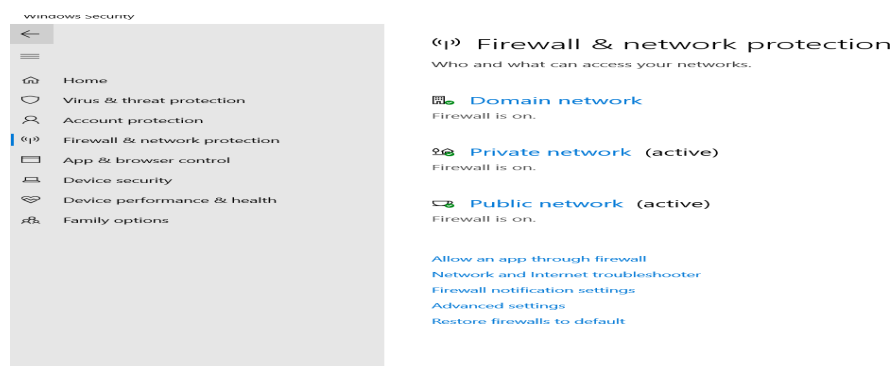 Windows Security
Home
Virus & threat protection
Account protection
Firewall & network protection
App & browser control
Device security
Device performance & health
Family options
Firewall & network protection
Who and what can access your networks.
Domain network
Firewall is on.
Private network (active)
Firewall is on.
Public network (active)
Firewall is on.
Allow an app through firewall
Network and Internet troubleshooter
Firewall notification settings
Advanced settings
Restore firewalls to default